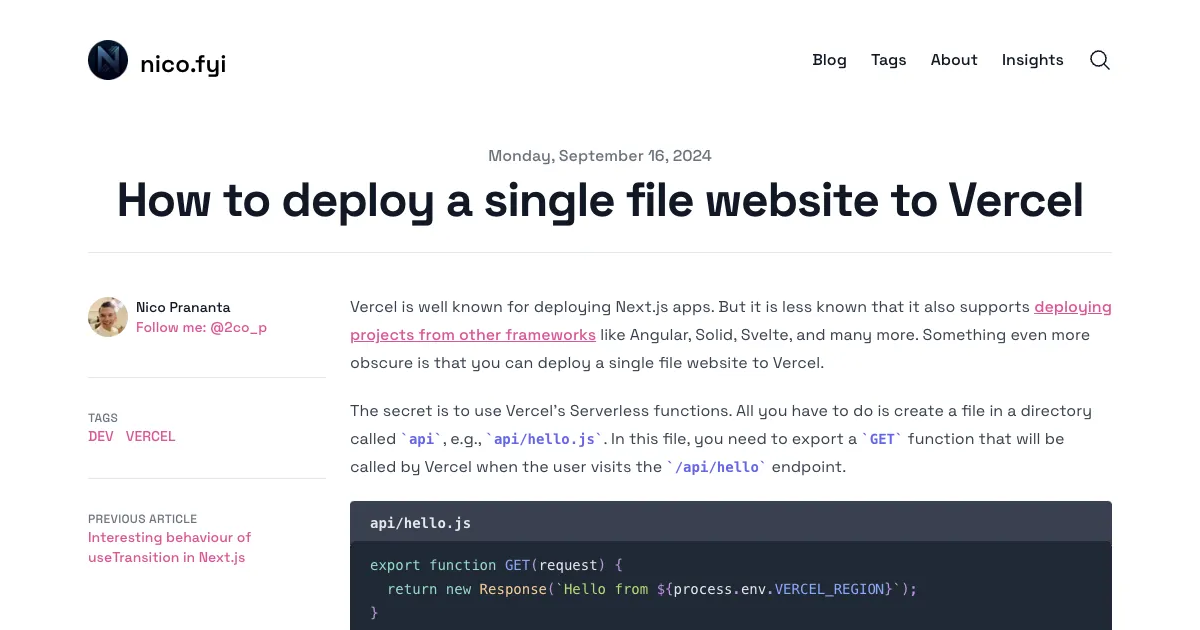 nico.fyi
Blog
Tags
About
Insights
Monday, September 16, 2024
How to deploy a single file website to Vercel
Nico Prananta
Follow me: @2co_p
TAGS
DEV VERCEL
PREVIOUS ARTICLE
Interesting behaviour of
useTransition in Next.js
Vercel is well known for deploying Next.js apps. But it is less known that it also supports deploying
projects from other frameworks like Angular, Solid, Svelte, and many more. Something even more
obscure is that you can deploy a single file website to Vercel.
The secret is to use Vercel's Serverless functions. All you have to do is create a file in a directory
called `api`, e.g., `api/hello.js`. In this file, you need to export a `GET` function that will be
called by Vercel when the user visits the `/api/hello` endpoint.
api/hello.js
export function GET(request) {
  return new Response(`Hello from ${process.env.VERCEL_REGION}`);
}